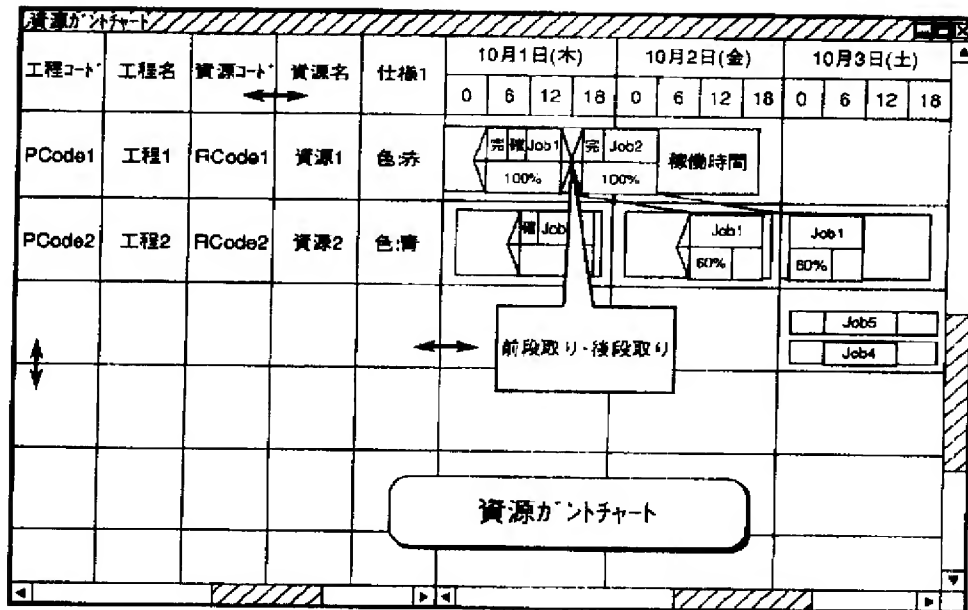 資源ガントチャート
10月1日(木) 10月2日(金) 10月3日(土)
工程コード 工程名 資源コード 資源名 仕様1
0 6 12 18 0 6 12 18 0 6 12 18
PCode1 工程1 RCode1 資源1 色:赤
完 確 Job1 完 Job2 稼働時間
100% 100%
PCode2 工程2 RCode2 資源2 色:青
確 Job Job1 Job1
60% 60%
Job5
前段取り・後段取り
Job4
資源ガントチャート